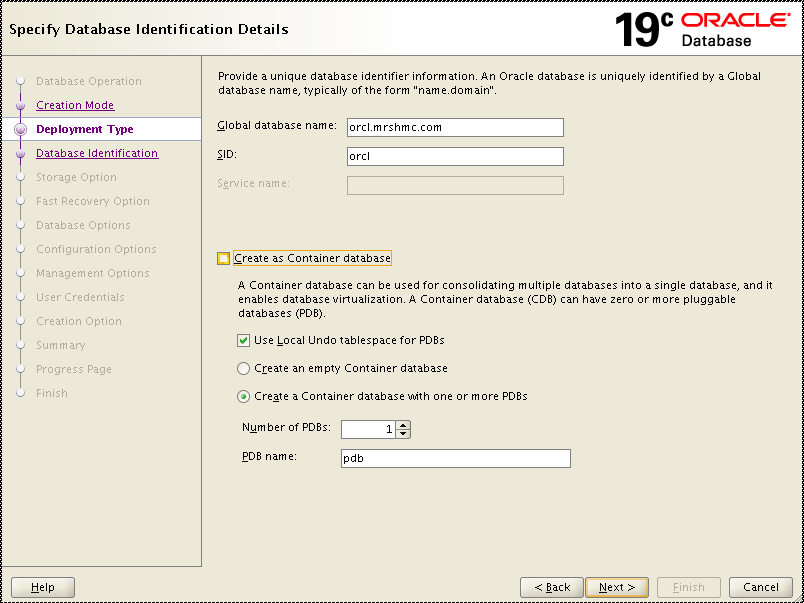 Specify Database Identification Details
19c ORACLE®
Database
Database Operation
Creation Mode
Deployment Type
Database Identification
Storage Option
Fast Recovery Option
Database Options
Configuration Options
Management Options
User Credentials
Creation Option
Summary
Progress Page
Finish
Provide a unique database identifier information. An Oracle database is uniquely identified by a Global
database name, typically of the form "name.domain".
Global database name: orcl.mrshmc.com
SID: orcl
Service name:
Create as Container database
A Container database can be used for consolidating multiple databases into a single database, and it
enables database virtualization. A Container database (CDB) can have zero or more pluggable
databases (PDB).
Use Local Undo tablespace for PDBs
Create an empty Container database
Create a Container database with one or more PDBs
Number of PDBs: 1
PDB name: pdb
Help
< Back
Next >
Finish
Cancel